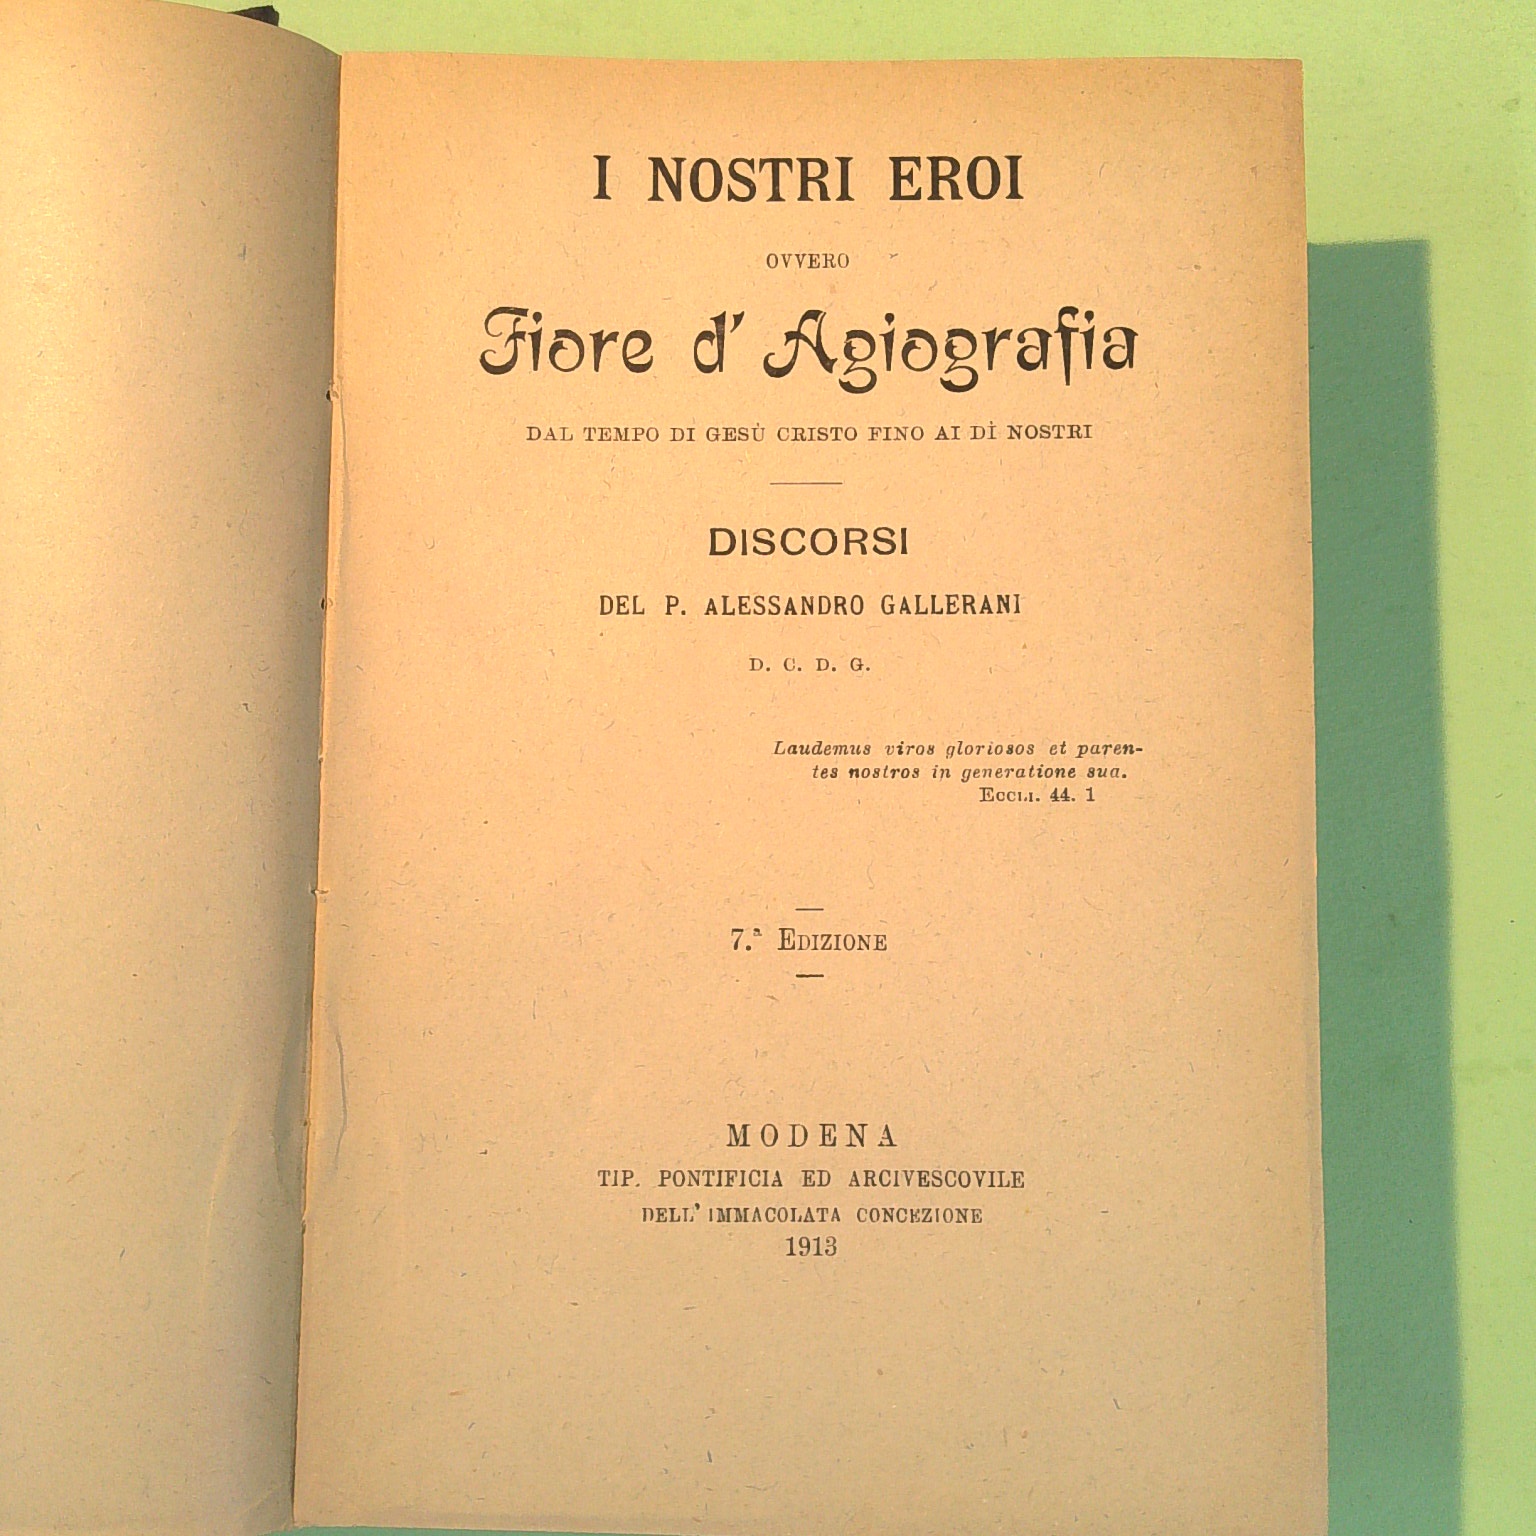 I NOSTRI EROI
OVVERO
Fiore d' Agiografia
DAL TEMPO DI GESÙ CRISTO FINO AI DÌ NOSTRI
DISCORSI
DEL P. ALESSANDRO GALLERANI
D. C. D. G.
Laudemus viros gloriosos et paren-
tes nostros in generatione sua.
ECCLI. 44. 1
7.ª EDIZIONE
MODENA
TIP. PONTIFICIA ED ARCIVESCOVILE
DELL' IMMACOLATA CONCEZIONE
1913